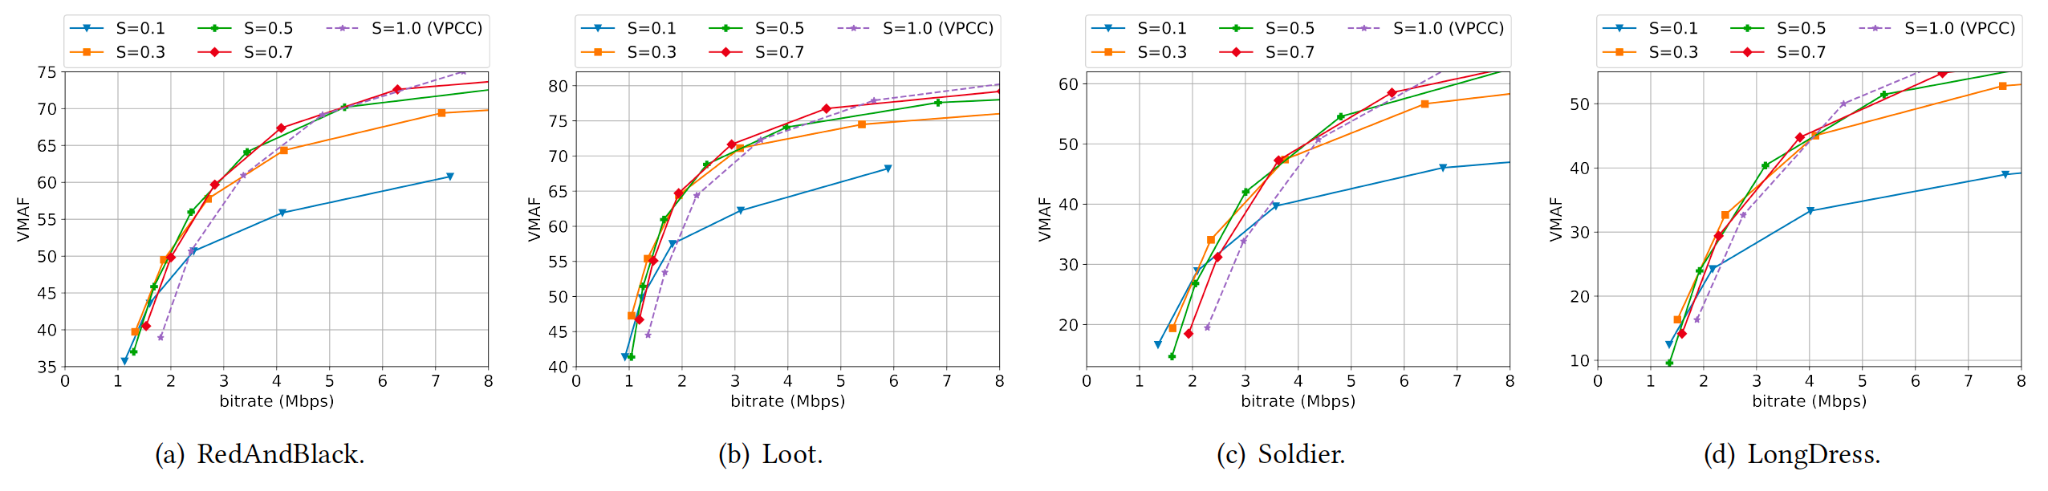 S=0.1 S=0.5 S=1.0 (VPCC)
S=0.3 S=0.7
75
70
65
60
55
50
45
40
35
VMAF
0 1 2 3 4 5 6 7 8
bitrate (Mbps)
(a) RedAndBlack.
S=0.1 S=0.5 S=1.0 (VPCC)
S=0.3 S=0.7
80
75
70
65
60
55
50
45
40
VMAF
0 1 2 3 4 5 6 7 8
bitrate (Mbps)
(b) Loot.
S=0.1 S=0.5 S=1.0 (VPCC)
S=0.3 S=0.7
60
50
40
30
20
VMAF
0 1 2 3 4 5 6 7 8
bitrate (Mbps)
(c) Soldier.
S=0.1 S=0.5 S=1.0 (VPCC)
S=0.3 S=0.7
50
40
30
20
10
VMAF
0 1 2 3 4 5 6 7 8
bitrate (Mbps)
(d) LongDress.